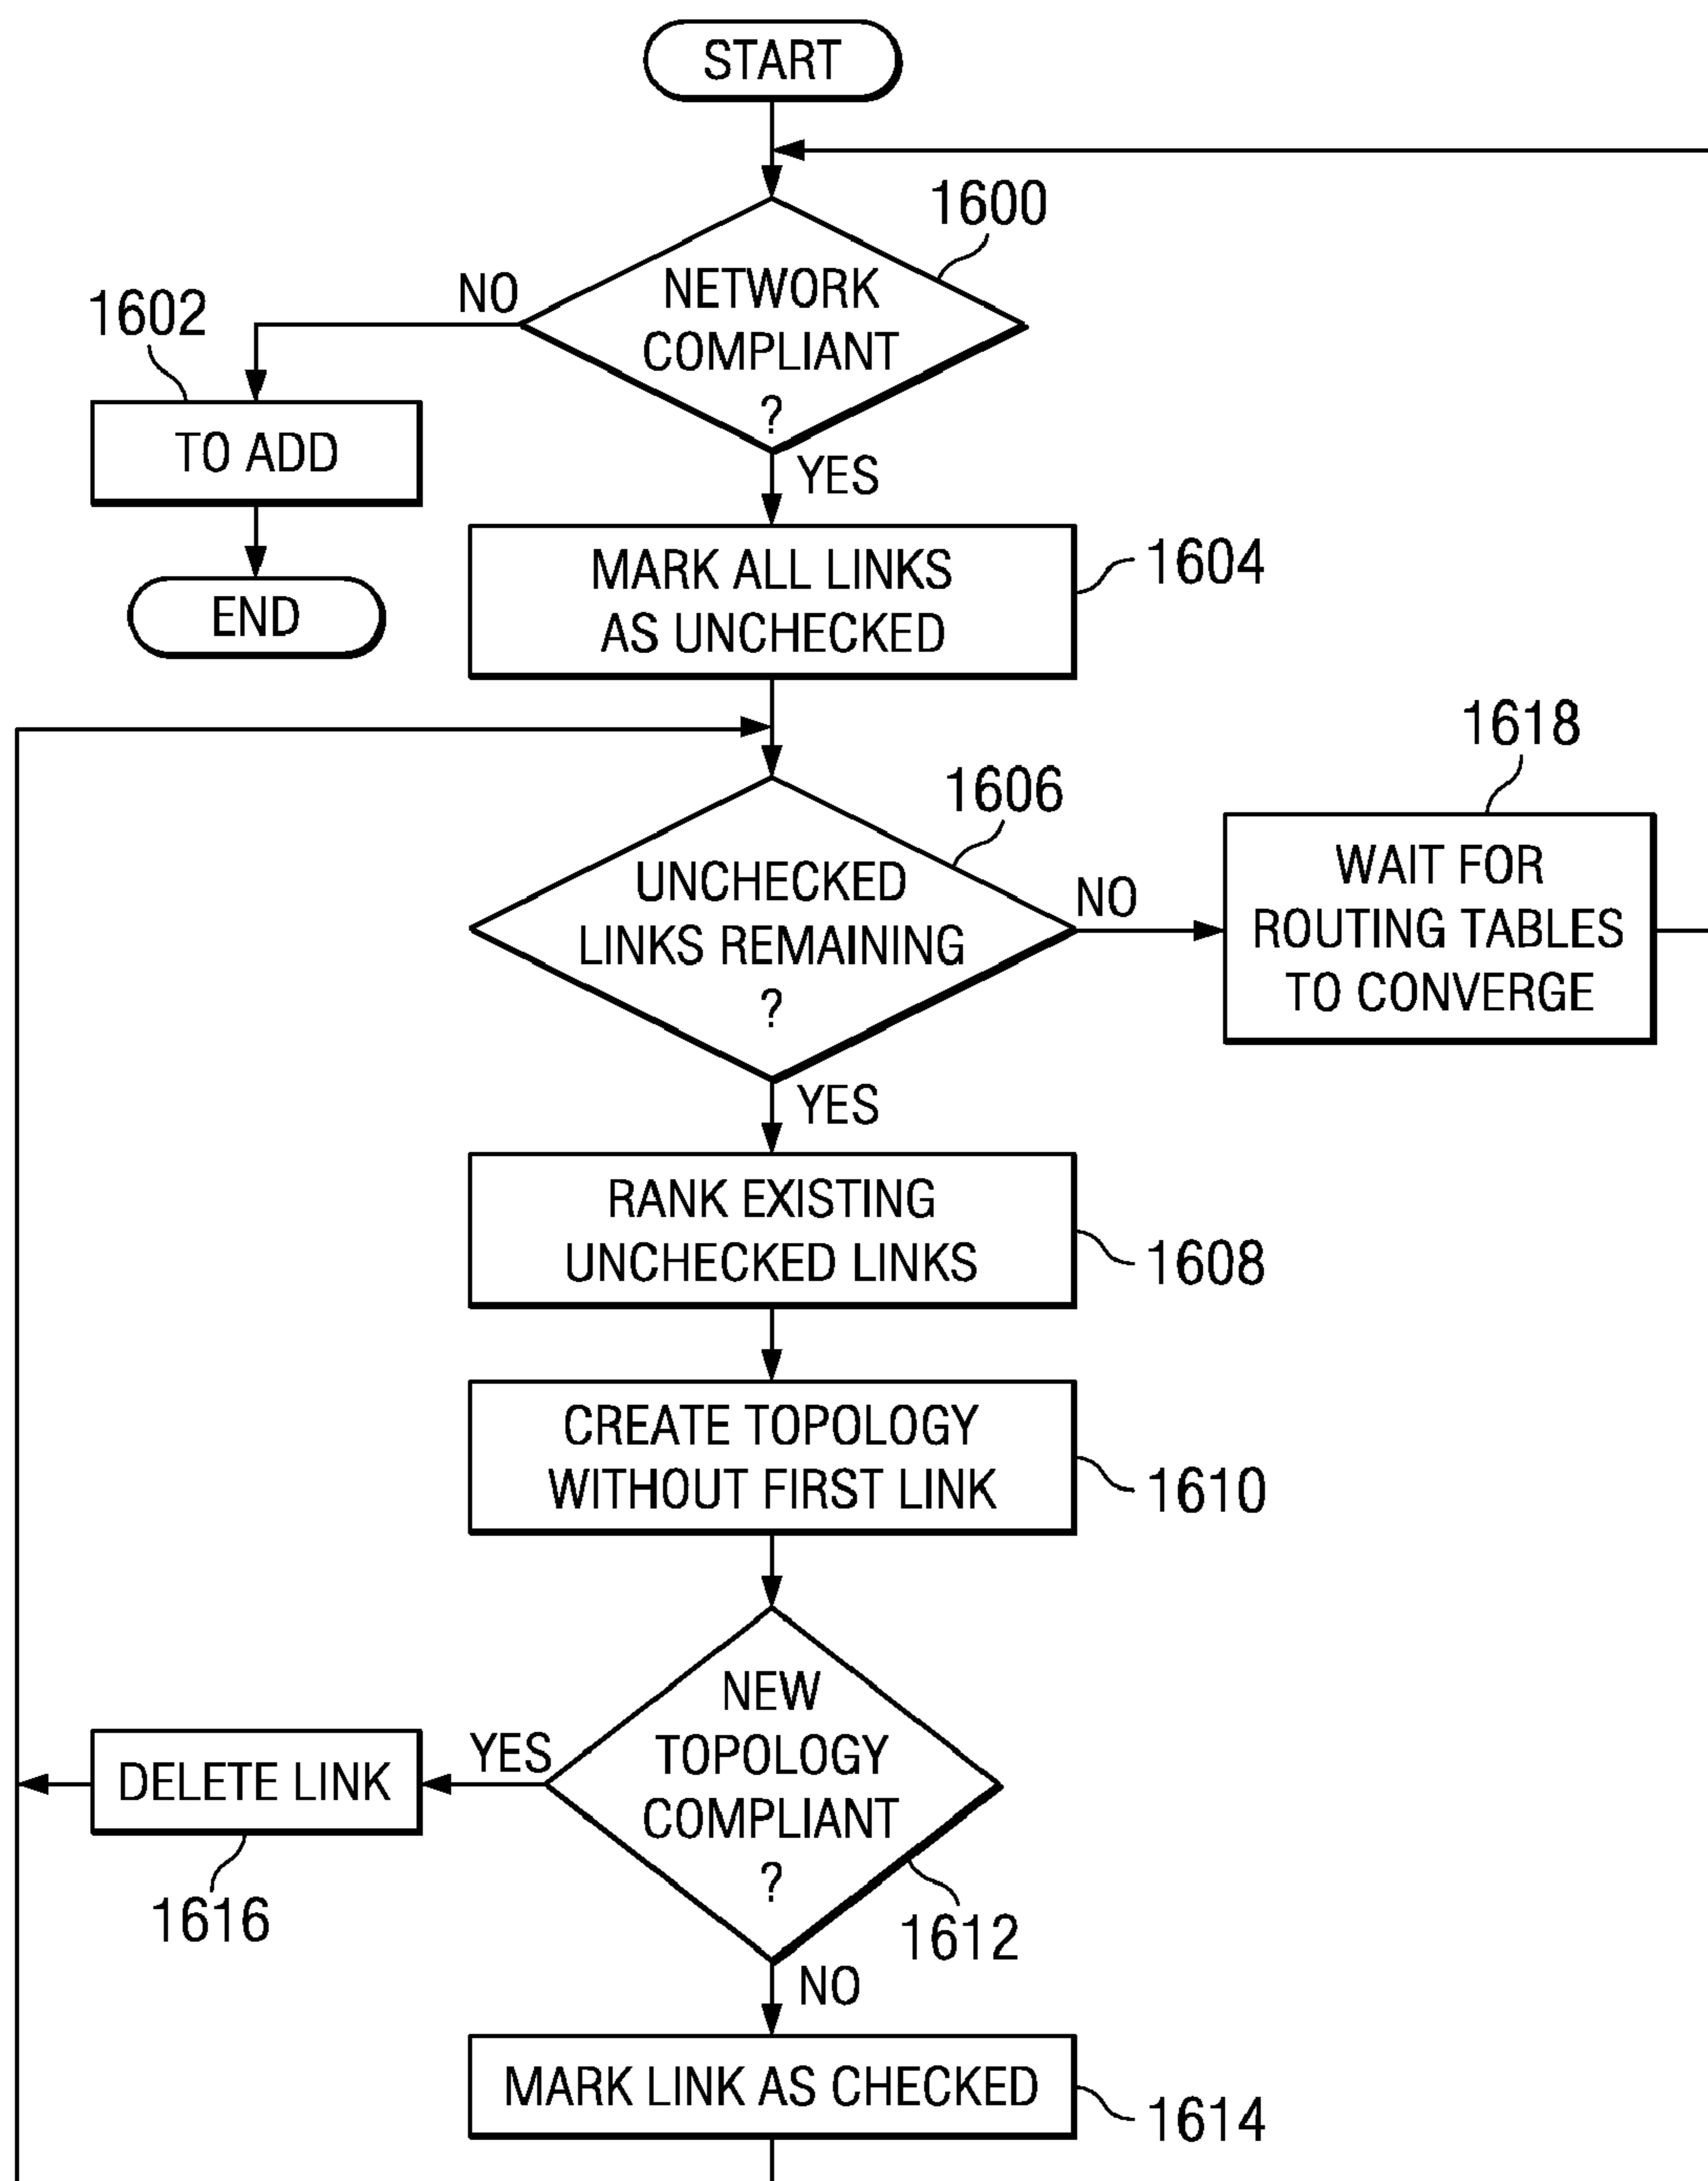 START
1600
NETWORK
COMPLIANT
?
NO
1602
TO ADD
END
YES
MARK ALL LINKS
AS UNCHECKED
1604
1606
UNCHECKED
LINKS REMAINING
?
NO
1618
WAIT FOR
ROUTING TABLES
TO CONVERGE
YES
RANK EXISTING
UNCHECKED LINKS
1608
CREATE TOPOLOGY
WITHOUT FIRST LINK
1610
NEW
TOPOLOGY
COMPLIANT
?
1612
YES
DELETE LINK
1616
NO
MARK LINK AS CHECKED
1614